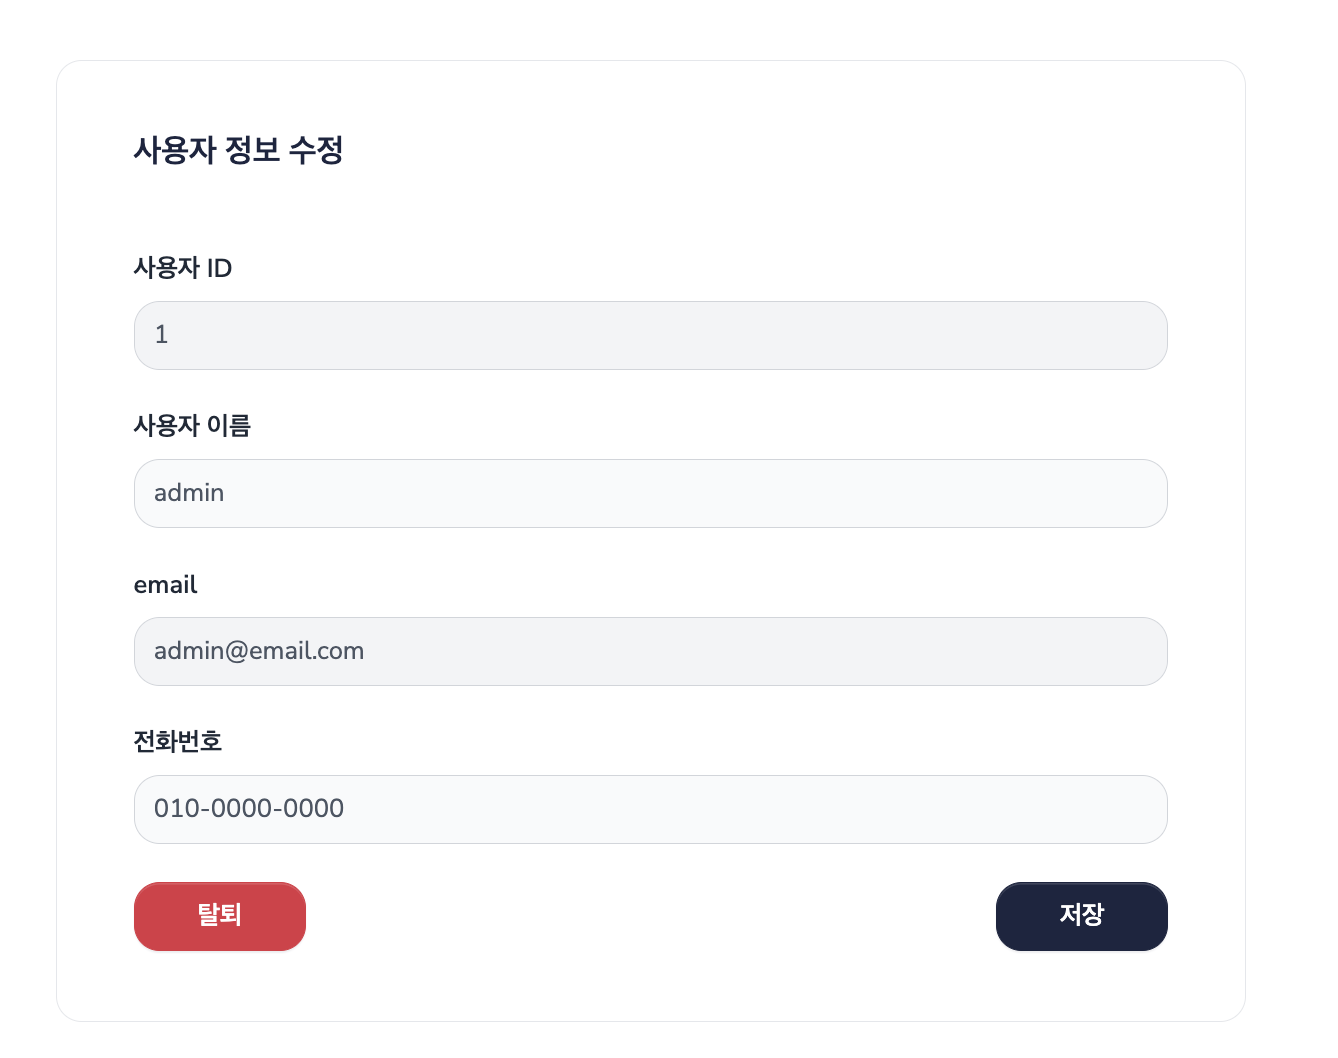 사용자 정보 수정
사용자 ID
1
사용자 이름
admin
email
admin@email.com
전화번호
010-0000-0000
탈퇴
저장